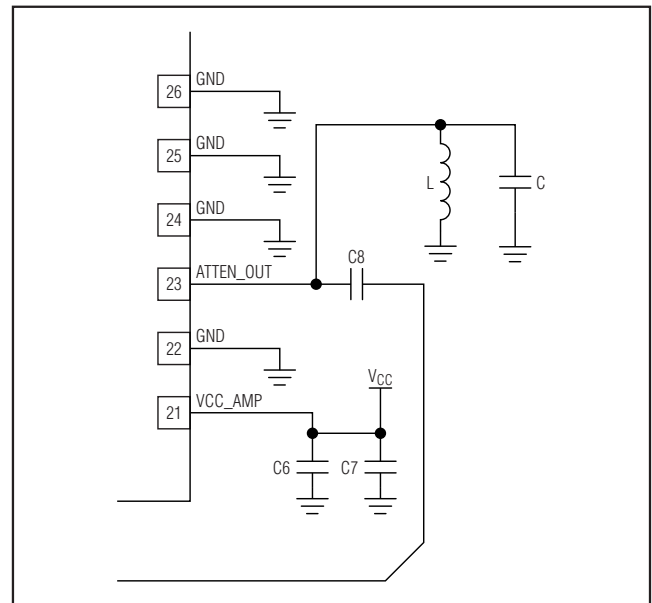 26 GND
25 GND
24 GND
L
C
23 ATTEN_OUT
C8
22 GND
VCC
21 VCC_AMP
C6
C7